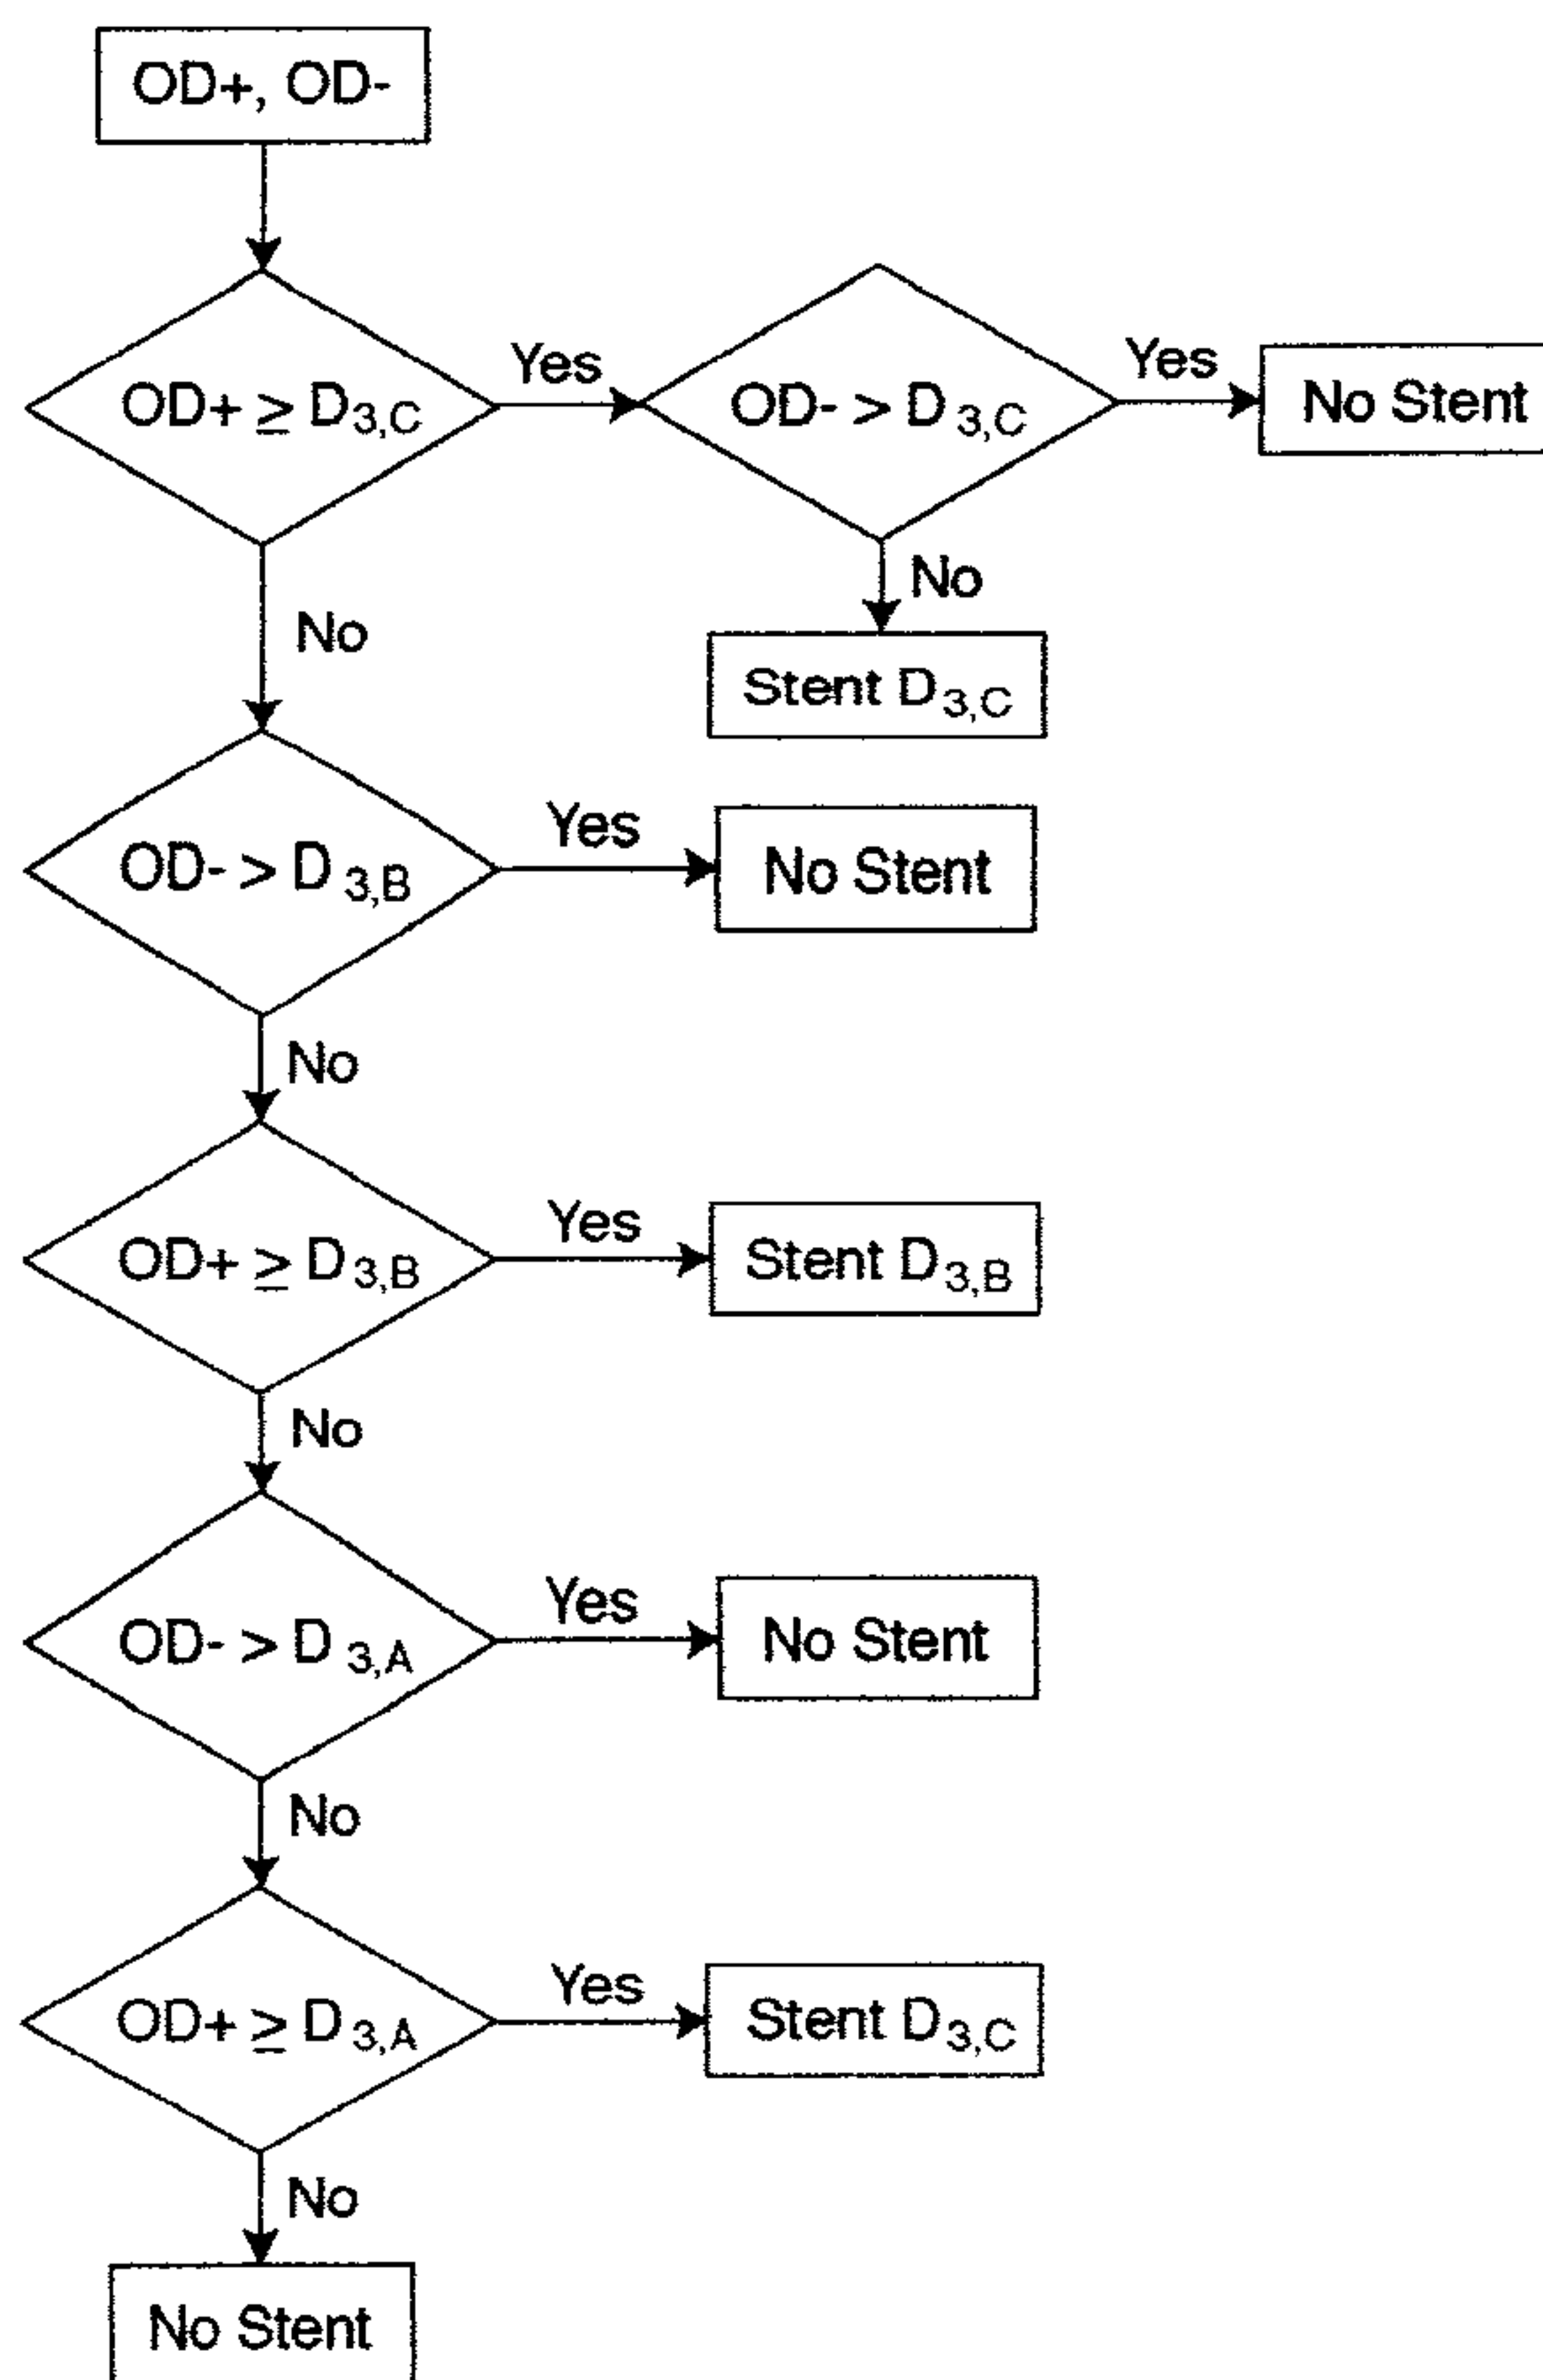 OD+, OD-
OD+ ≥ D3,C
Yes
OD- > D3,C
Yes
No Stent
No
No
Stent D3,C
OD- > D3,B
Yes
No Stent
No
OD+ ≥ D3,B
Yes
Stent D3,B
No
OD- > D3,A
Yes
No Stent
No
OD+ ≥ D3,A
Yes
Stent D3,C
No
No Stent